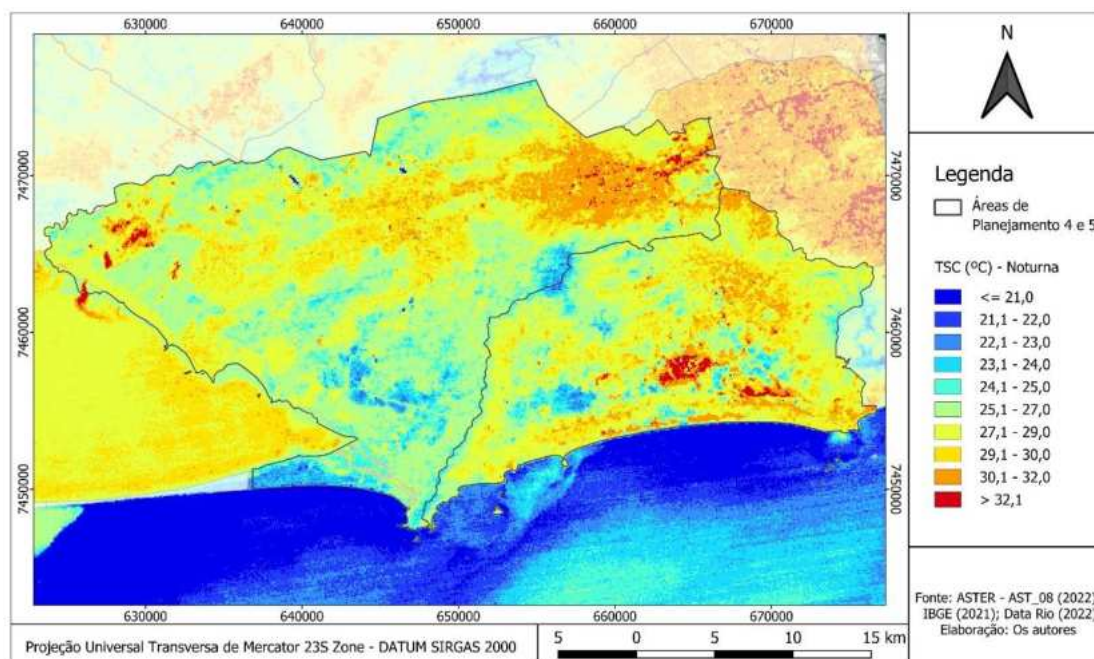 630000 640000 650000 660000 670000
7470000 7460000 7450000
7470000 7460000 7450000
630000 640000 650000 660000 670000
N
Legenda
Áreas de
Planejamento 4 e 5
TSC (ºC) - Noturna
<= 21,0
21,1 - 22,0
22,1 - 23,0
23,1 - 24,0
24,1 - 25,0
25,1 - 27,0
27,1 - 29,0
29,1 - 30,0
30,1 - 32,0
> 32,1
Fonte: ASTER - AST_08 (2022)
IBGE (2021); Data Rio (2022)
Elaboração: Os autores
Projeção Universal Transversa de Mercator 23S Zone - DATUM SIRGAS 2000
5 0 5 10 15 km